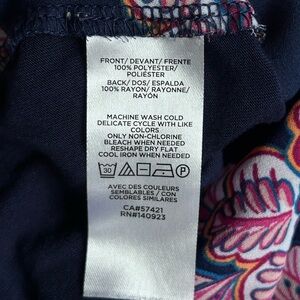 FRONT/ DEVANT/ FRENTE
100% POLYESTER/
POLIÉSTER
BACK/ DOS/ ESPALDA
100% RAYON/ RAYONNE/
RAYÓN
MACHINE WASH COLD
DELICATE CYCLE WITH LIKE
COLORS
ONLY NON-CHLORINE
BLEACH WHEN NEEDED
RESHAPE DRY FLAT
COOL IRON WHEN NEEDED
30 P
AVEC DES COULEURS
SEMBLABLES / CON
COLORES SIMILARES
CA#57421
RN#140923